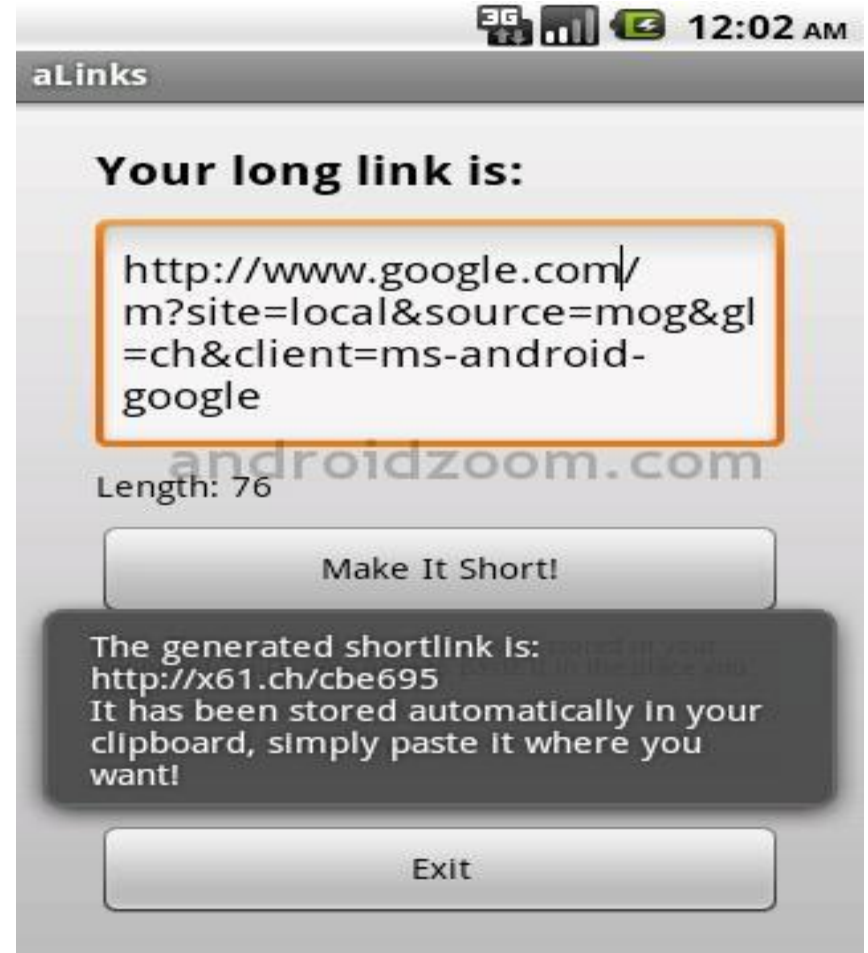 3G 12:02 AM
aLinks
Your long link is:
http://www.google.com/
m?site=local&source=mog&gl
=ch&client=ms-android-
google
androidzoom.com
Length: 76
Make It Short!
The generated shortlink is:
http://x61.ch/cbe695
It has been stored automatically in your
clipboard, simply paste it where you
want!
Exit